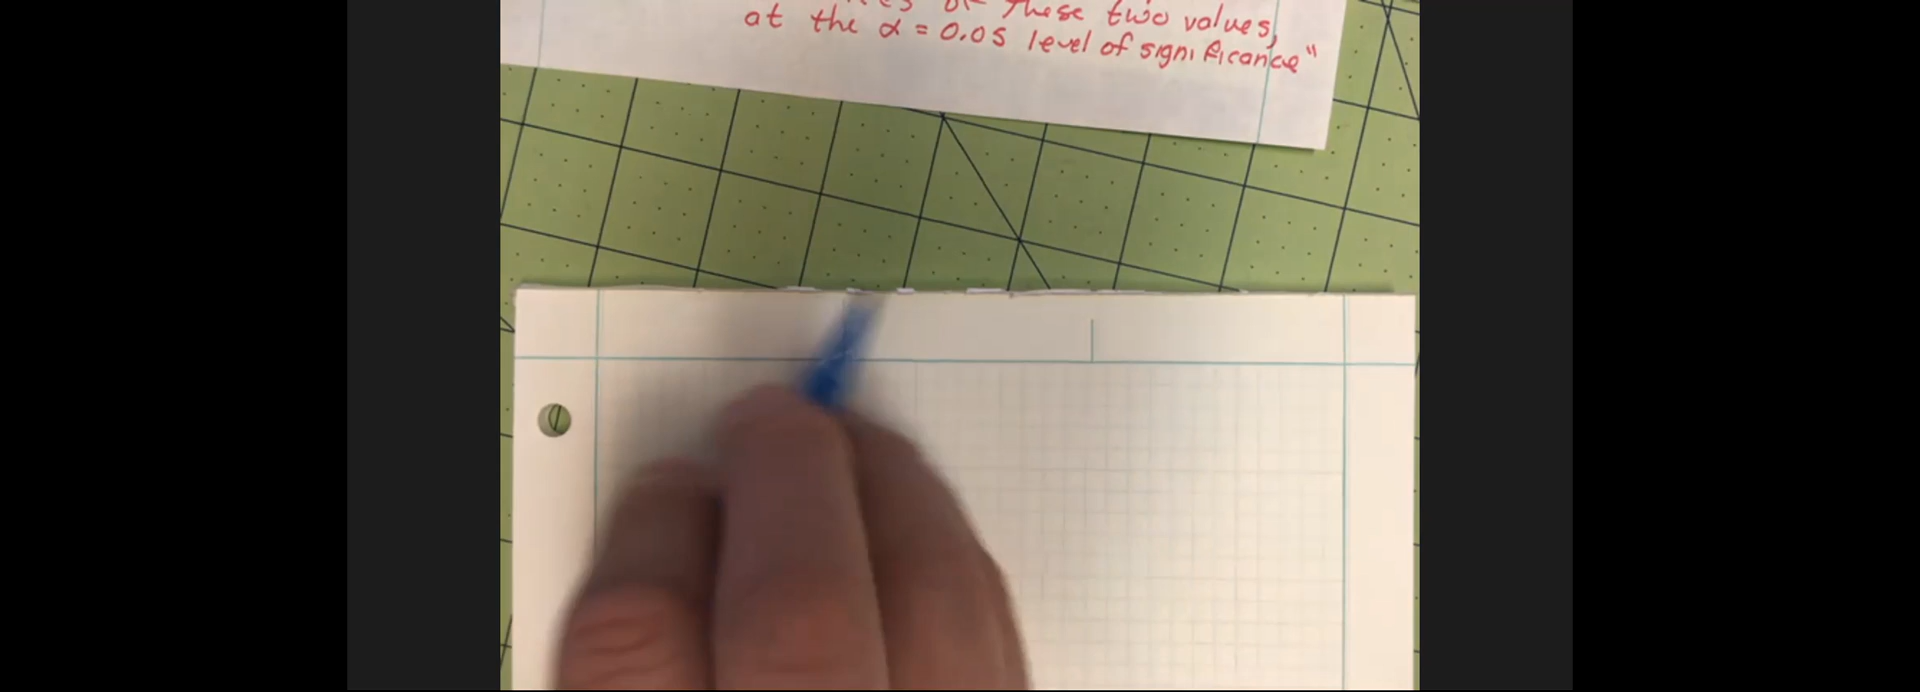 these two values,
at the α = 0.05 level of significance"